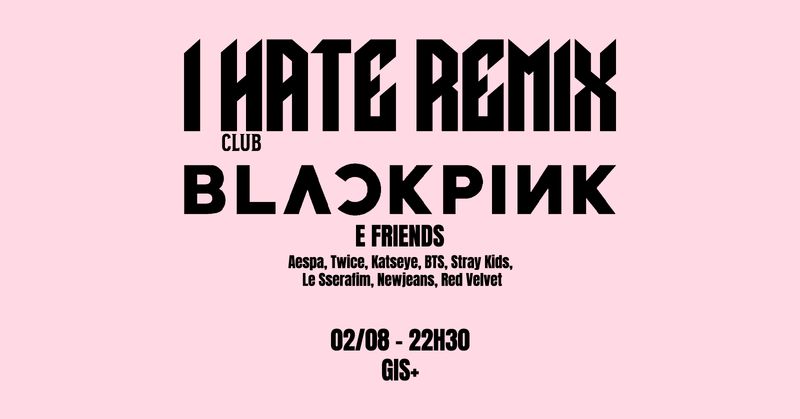 I HATE REMIX
CLUB
BLACKPINK
E FRIENDS
Aespa, Twice, Katseye, BTS, Stray Kids,
Le Sserafim, Newjeans, Red Velvet
02/08 - 22H30
GIS+